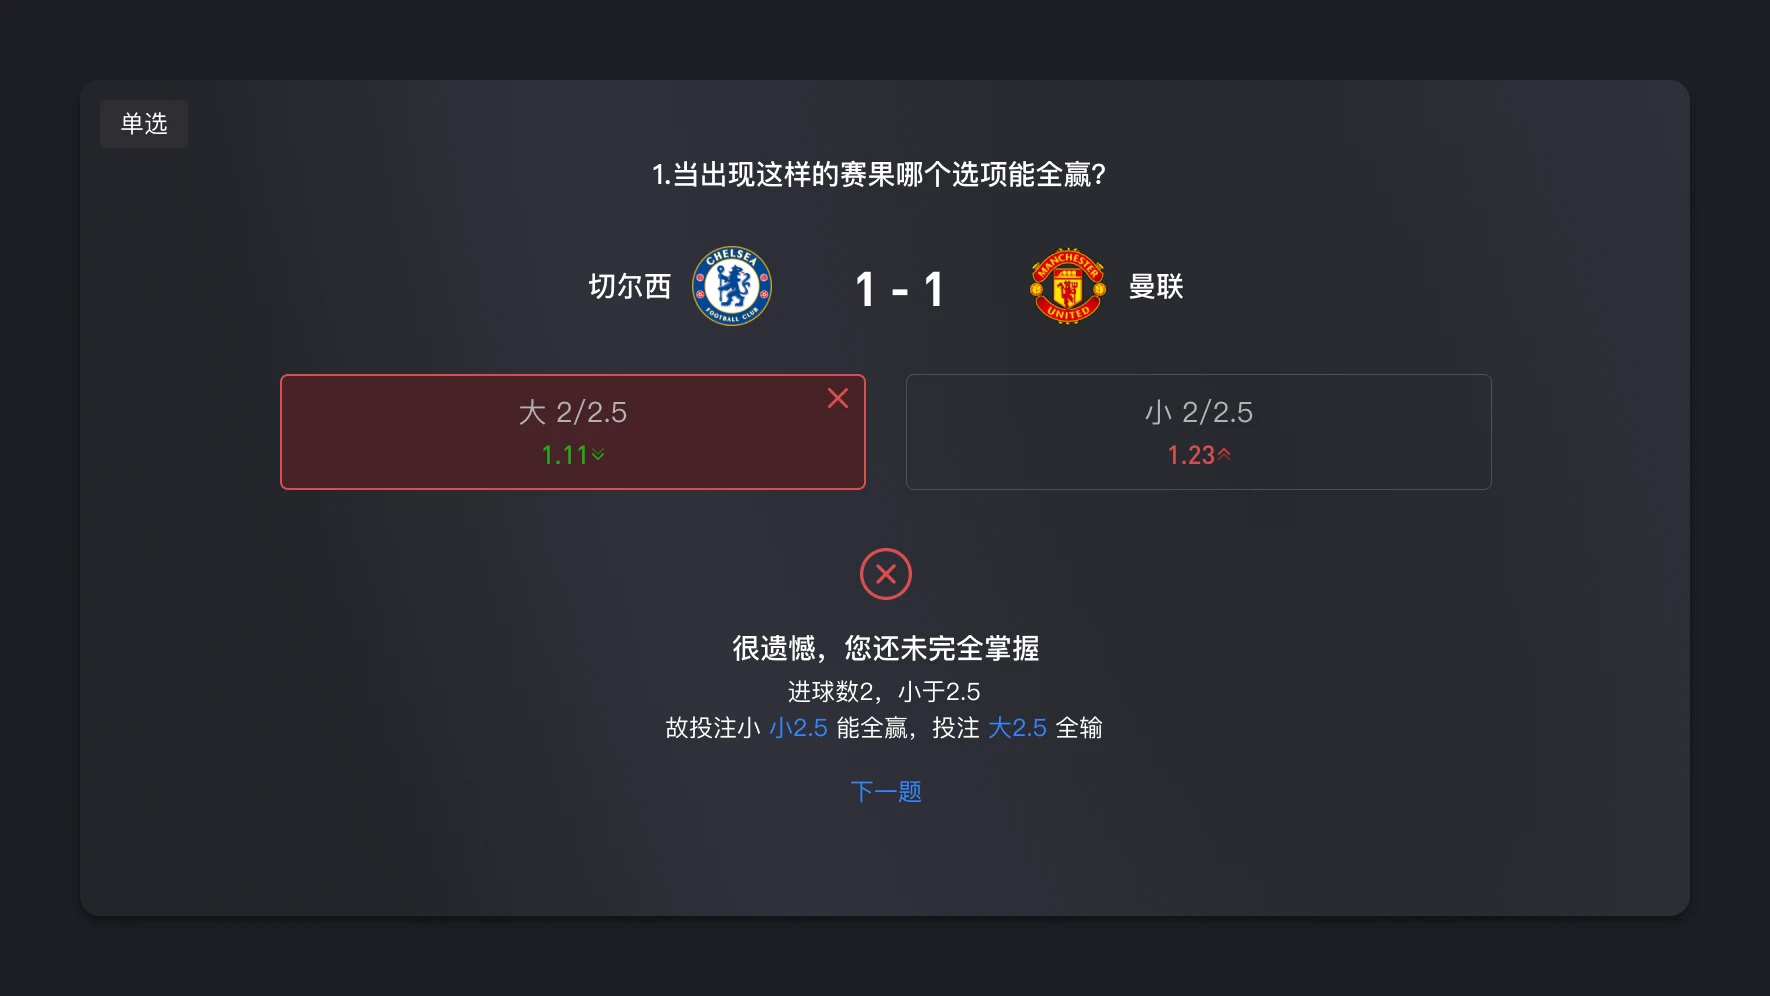 单选
1.当出现这样的赛果哪个选项能全赢?
切尔西
CHELSEA
FOOTBALL CLUB
1 - 1
MANCHESTER
UNITED
曼联
大 2/2.5
1.11
小 2/2.5
1.23
很遗憾，您还未完全掌握
进球数2，小于2.5
故投注小 小2.5 能全赢，投注 大2.5 全输
下一题